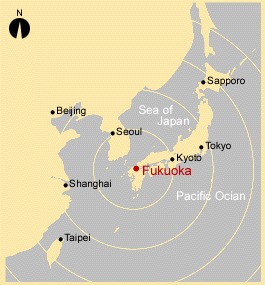 N
Sapporo
Beijing
Sea of
Japan
Seoul
Tokyo
Kyoto
Fukuoka
Shanghai
Pacific Ocian
Taipei